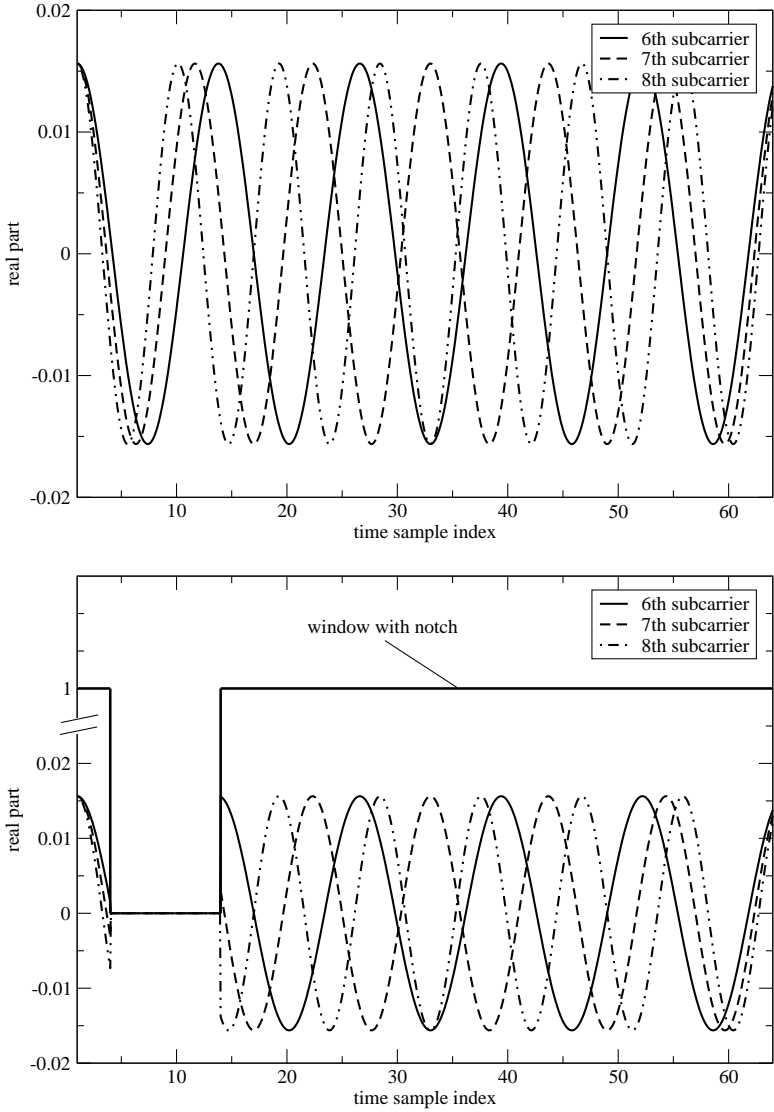 0.02
0.01
0
-0.01
-0.02
real part
6th subcarrier
7th subcarrier
8th subcarrier
10 20 30 40 50 60
time sample index
window with notch
6th subcarrier
7th subcarrier
8th subcarrier
1
0.02
0.01
0
-0.01
-0.02
real part
10 20 30 40 50 60
time sample index